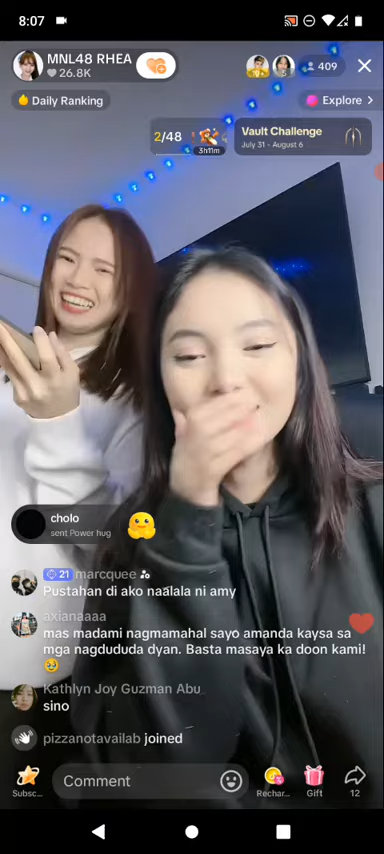 8:07
MNL48 RHEA
26.8K
409
Daily Ranking
Explore >
2/48
3h11m
Vault Challenge
July 31 - August 6
cholo
sent Power hug
21 marcquee
Pustahan di ako naalala ni amy
axianaaaa
mas madami nagmamahal sayo amanda kaysa sa
mga nagdududa dyan. Basta masaya ka doon kami!
🥹
Kathlyn Joy Guzman Abu
sino
pizzanotavailab joined
Subsc...
Comment
Rechar...
Gift
12